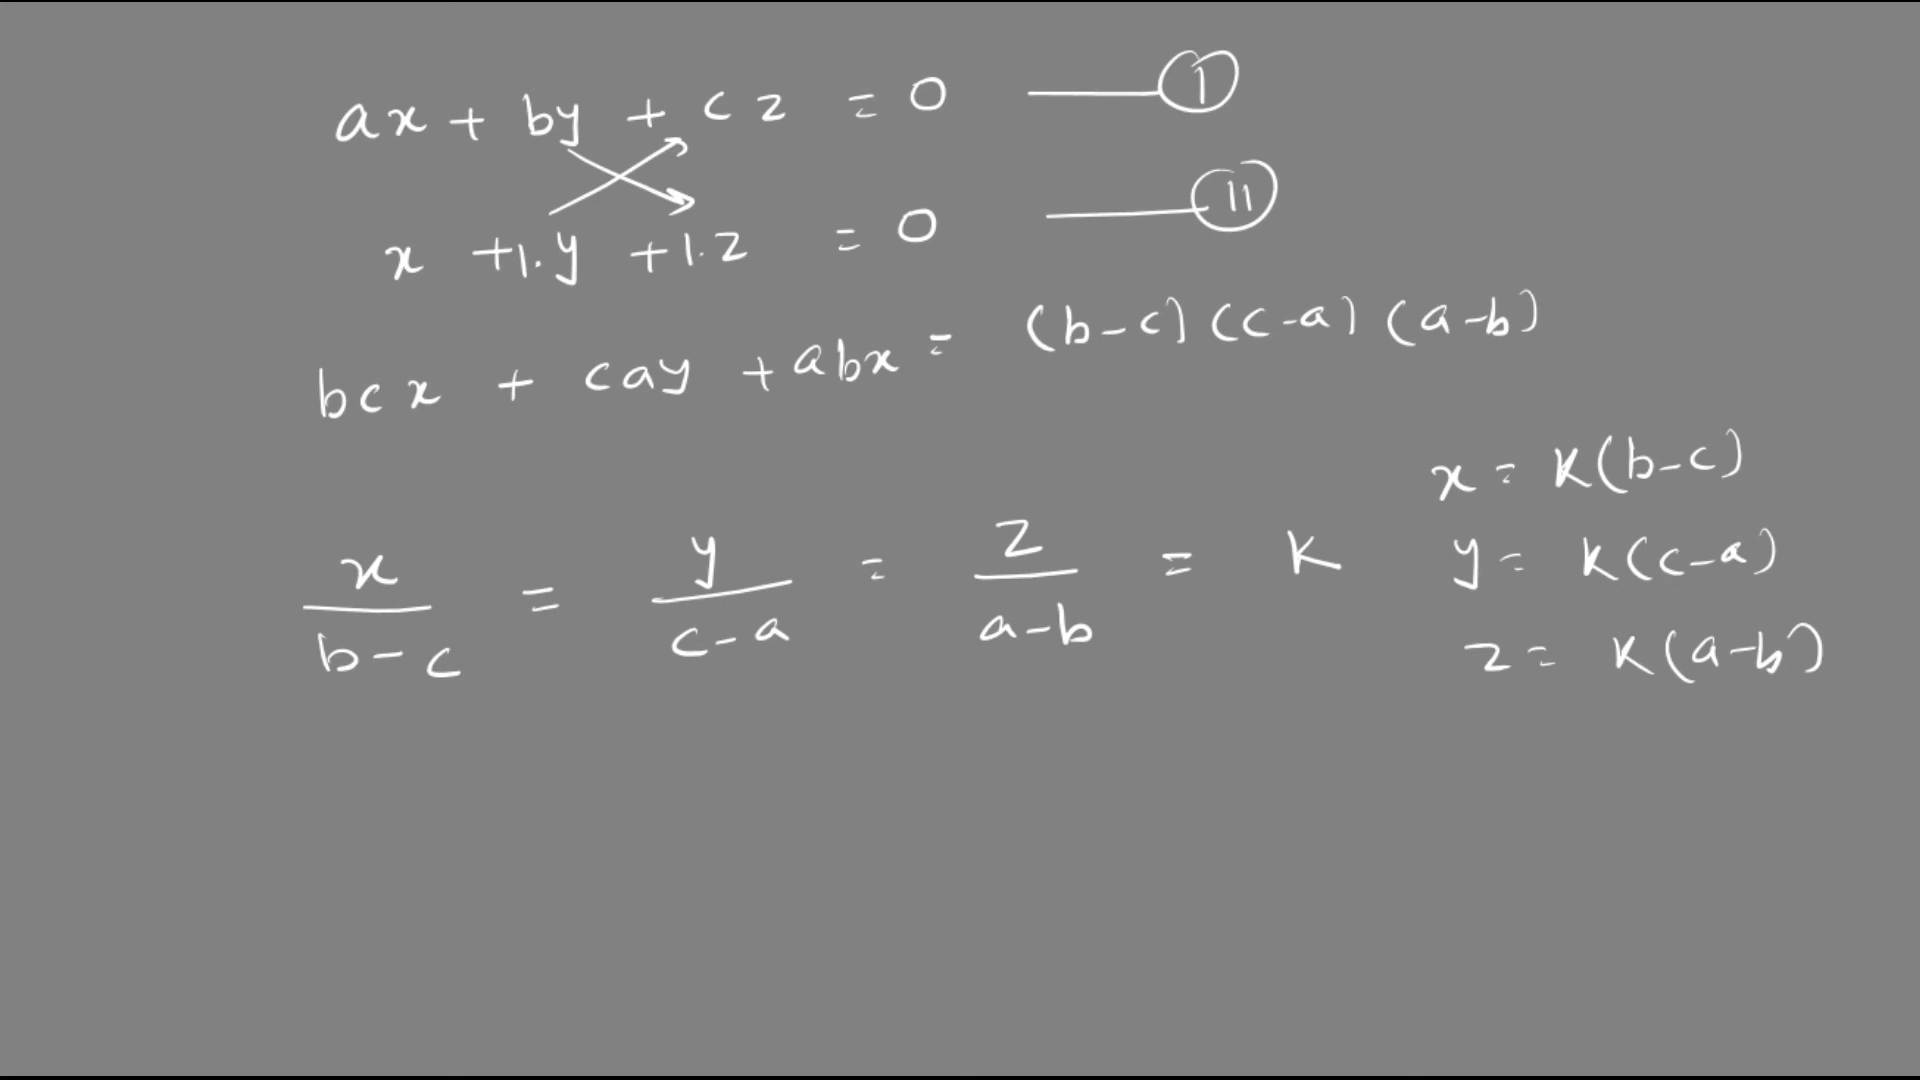 ax + by + cz = 0 —— I
x + 1.y + 1.z = 0 —— II
bcx + cay + abx = (b-c) (c-a) (a-b)
x/(b-c) = y/(c-a) = z/(a-b) = K
x = K(b-c)
y = K(c-a)
z = K(a-b)